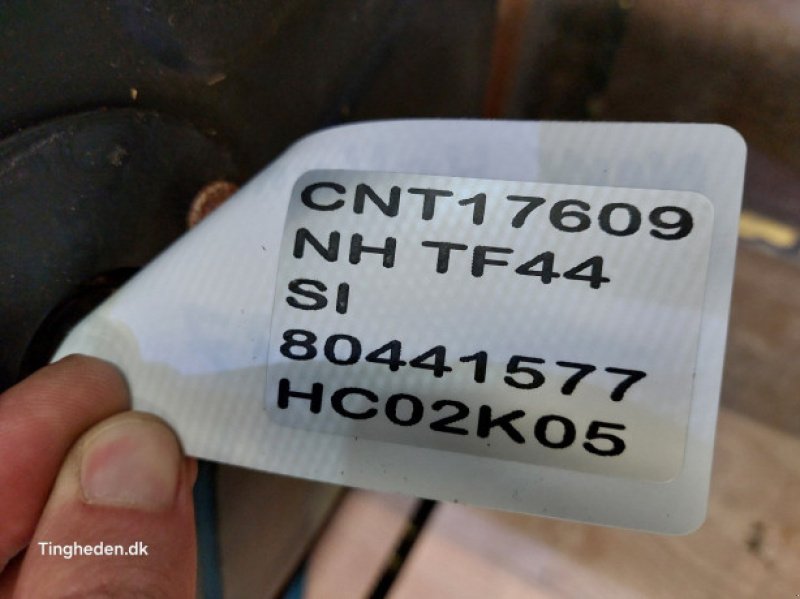 CNT17609
NH TF44
SI
80441577
HC02K05
Tingheden.dk